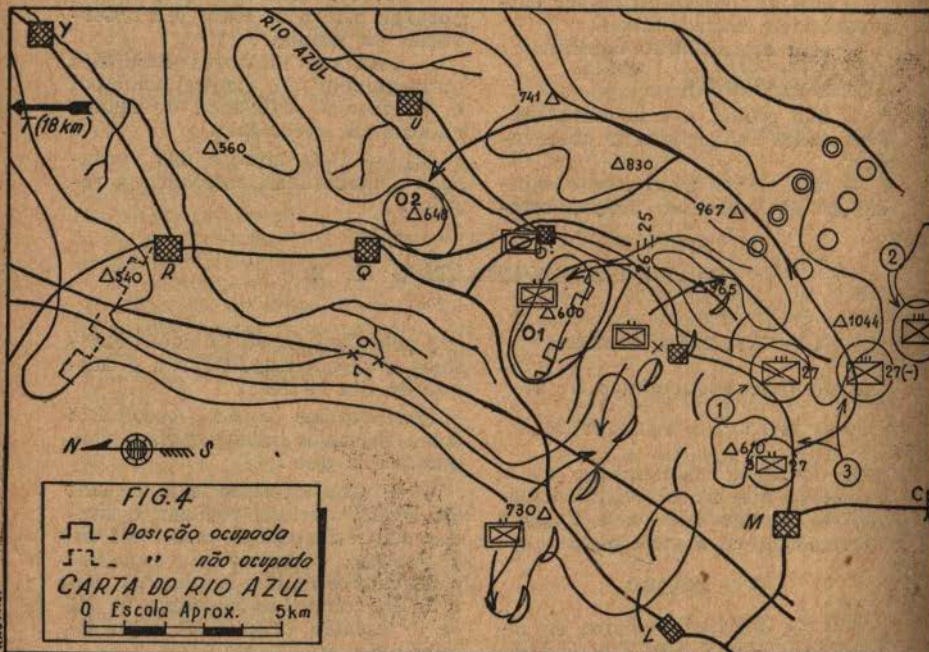 Y
RIO AZUL
T (18 km)
U
741
560
830
O2
648
967
25
26
R
Q
540
965
2
600
O1
1044
X
27
27(-)
9
7
1
N S
610
3
27
3
FIG. 4
730
M
C
Posição ocupada
" não ocupada
CARTA DO RIO AZUL
0 Escala Aprox. 5km
L